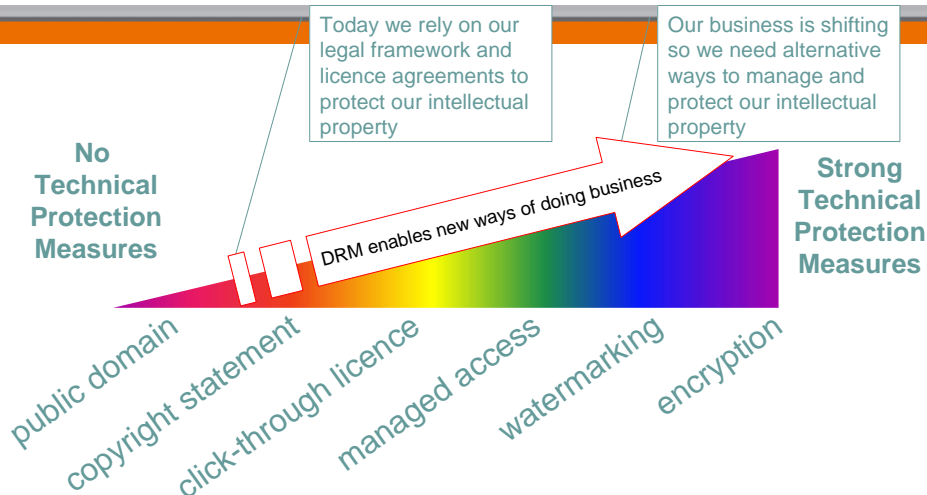 Today we rely on our
legal framework and
licence agreements to
protect our intellectual
property
Our business is shifting
so we need alternative
ways to manage and
protect our intellectual
property
No
Technical
Protection
Measures
DRM enables new ways of doing business
Strong
Technical
Protection
Measures
public domain
copyright statement
click-through licence
managed access
watermarking
encryption